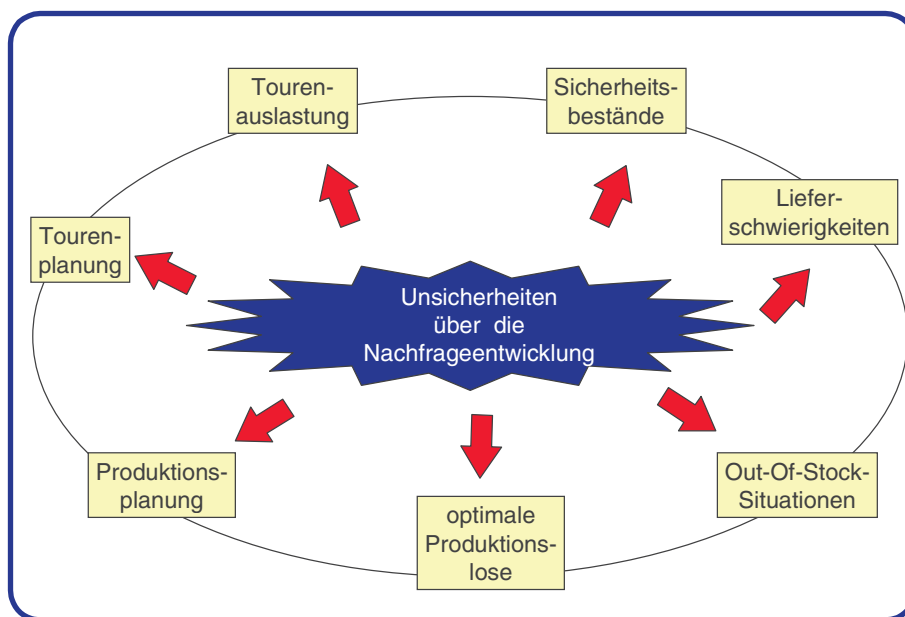 Touren-
auslastung
Sicherheits-
bestände
Liefer-
schwierigkeiten
Touren-
planung
Unsicherheiten
über die
Nachfrageentwicklung
Produktions-
planung
optimale
Produktions-
lose
Out-Of-Stock-
Situationen